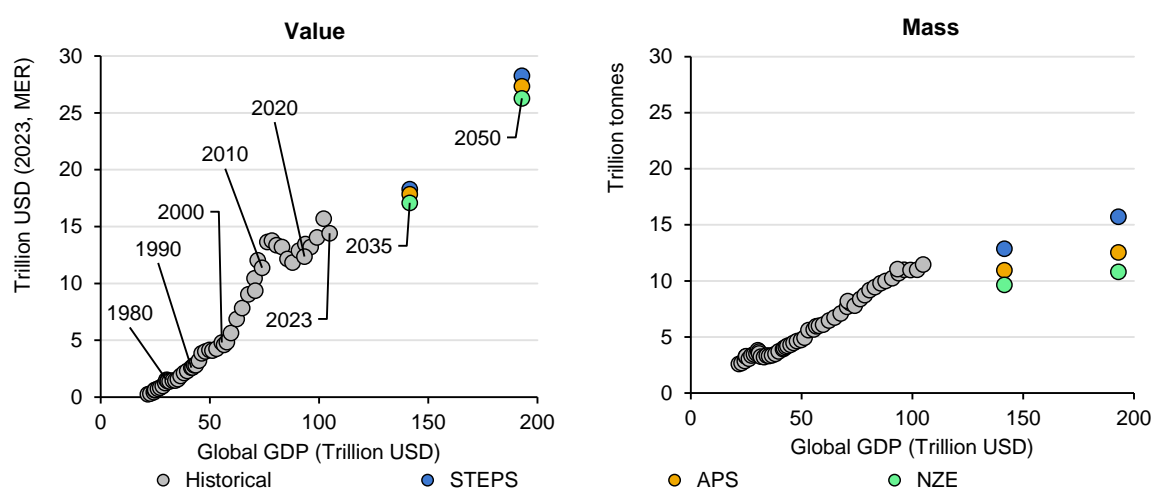 Value
Trillion USD (2023, MER)
30
25
20
15
10
5
0
0 50 100 150 200
Global GDP (Trillion USD)
1980
1990
2000
2010
2020
2023
2035
2050
Mass
Trillion tonnes
30
25
20
15
10
5
0
0 50 100 150 200
Global GDP (Trillion USD)
Historical STEPS APS NZE